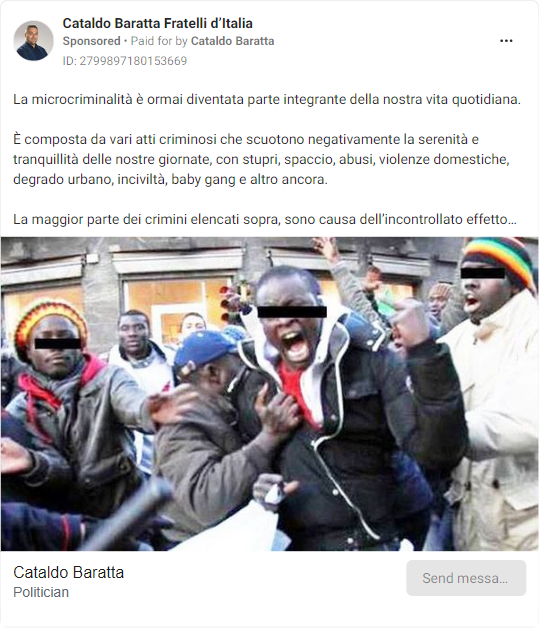 Cataldo Baratta Fratelli d’Italia
Sponsored • Paid for by Cataldo Baratta
ID: 2799897180153669
La microcriminalità è ormai diventata parte integrante della nostra vita quotidiana.
È composta da vari atti criminosi che scuotono negativamente la serenità e
tranquillità delle nostre giornate, con stupri, spaccio, abusi, violenze domestiche,
degrado urbano, inciviltà, baby gang e altro ancora.
La maggior parte dei crimini elencati sopra, sono causa dell’incontrollato effetto...
Cataldo Baratta
Politician
Send messa...